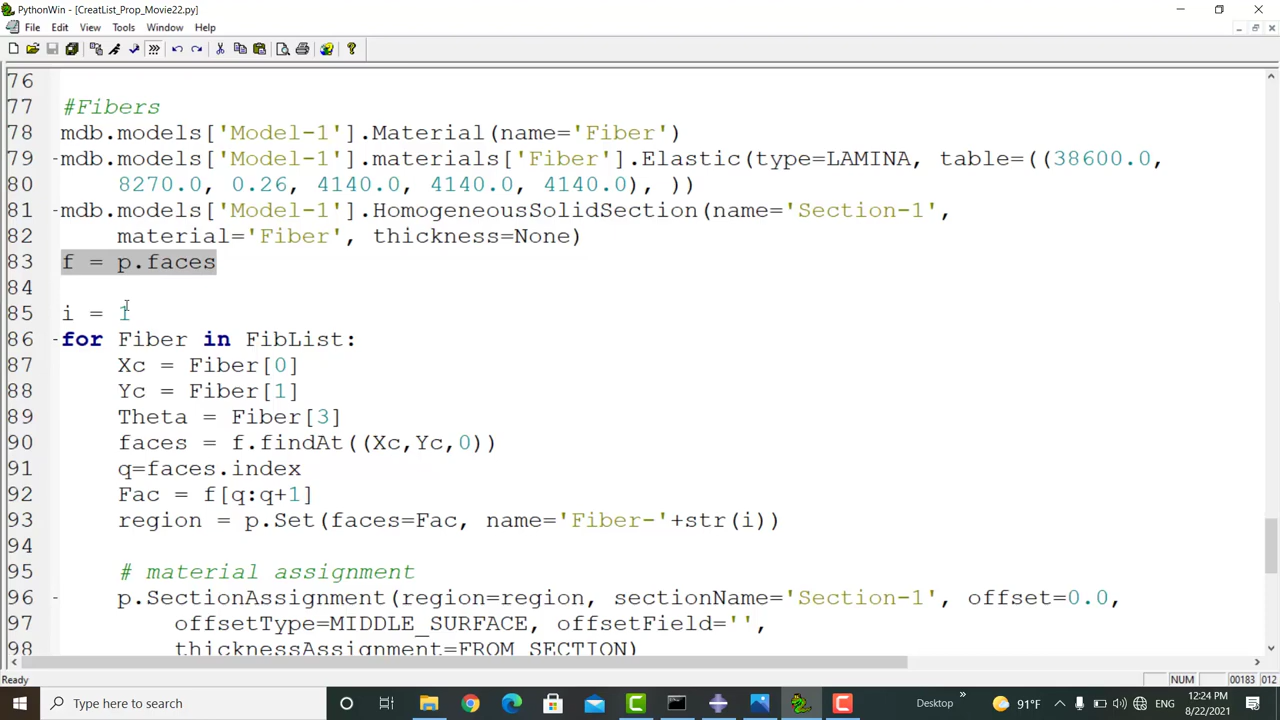 PythonWin - [CreatList_Prop_Movie22.py]
File Edit View Tools Window Help
76
77 #Fibers
78 mdb.models['Model-1'].Material(name='Fiber')
79 -mdb.models['Model-1'].materials['Fiber'].Elastic(type=LAMINA, table=((38600.0,
80 8270.0, 0.26, 4140.0, 4140.0, 4140.0), ))
81 -mdb.models['Model-1'].HomogeneousSolidSection(name='Section-1',
82 material='Fiber', thickness=None)
83 f = p.faces
84
85 i = 1
86 -for Fiber in FibList:
87 Xc = Fiber[0]
88 Yc = Fiber[1]
89 Theta = Fiber[3]
90 faces = f.findAt((Xc,Yc,0))
91 q=faces.index
92 Fac = f[q:q+1]
93 region = p.Set(faces=Fac, name='Fiber-'+str(i))
94
95 # material assignment
96 - p.SectionAssignment(region=region, sectionName='Section-1', offset=0.0,
97 offsetType=MIDDLE_SURFACE, offsetField='',
98 thicknessAssignment=FROM_SECTION)
Ready NUM 00183 012
Type here to search Desktop 91°F ENG 12:24 PM
8/22/2021